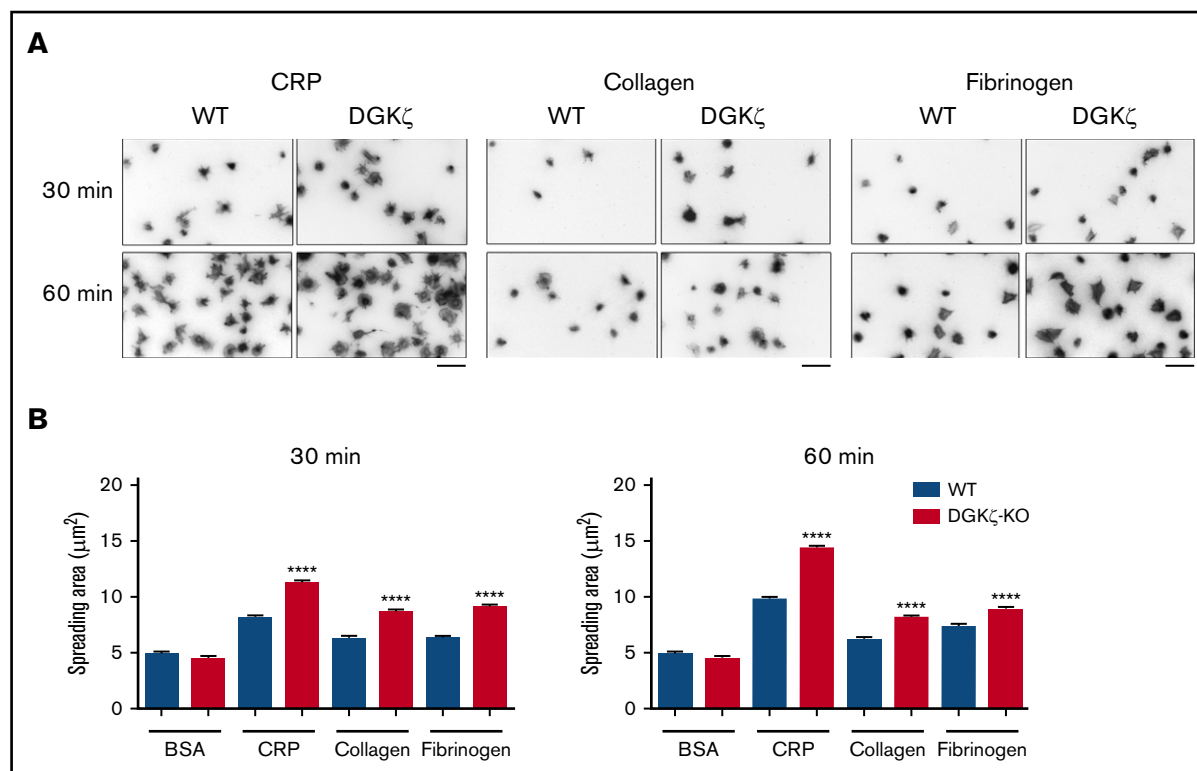 A
CRP
Collagen
Fibrinogen
WT
DGKζ
WT
DGKζ
WT
DGKζ
30 min
60 min
B
30 min
Spreading area (μm²)
20
15
10
5
0
****
****
****
BSA
CRP
Collagen
Fibrinogen
60 min
Spreading area (μm²)
20
15
10
5
0
****
****
****
WT
DGKζ-KO
BSA
CRP
Collagen
Fibrinogen